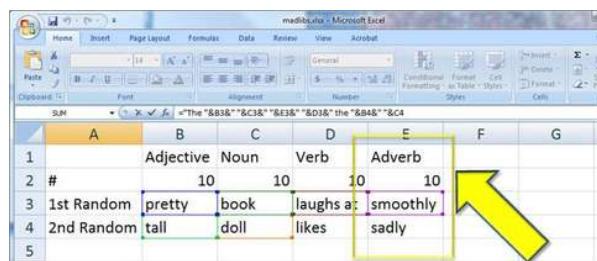 madlibs.xlsx - Microsoft Excel
Home Insert Page Layout Formulas Data Review View Acrobat
Paste
General
Conditional Formatting Format as Table Cell Styles
Insert
Delete
Format
Clipboard Font Alignment Number Styles Cells
SUM ="The "&B3&" "&C3&" "&E3&" "&D3&" the "&B4&" "&C4
A B C D E F G
1 Adjective Noun Verb Adverb
2 # 10 10 10 10
3 1st Random pretty book laughs at smoothly
4 2nd Random tall doll likes sadly
5